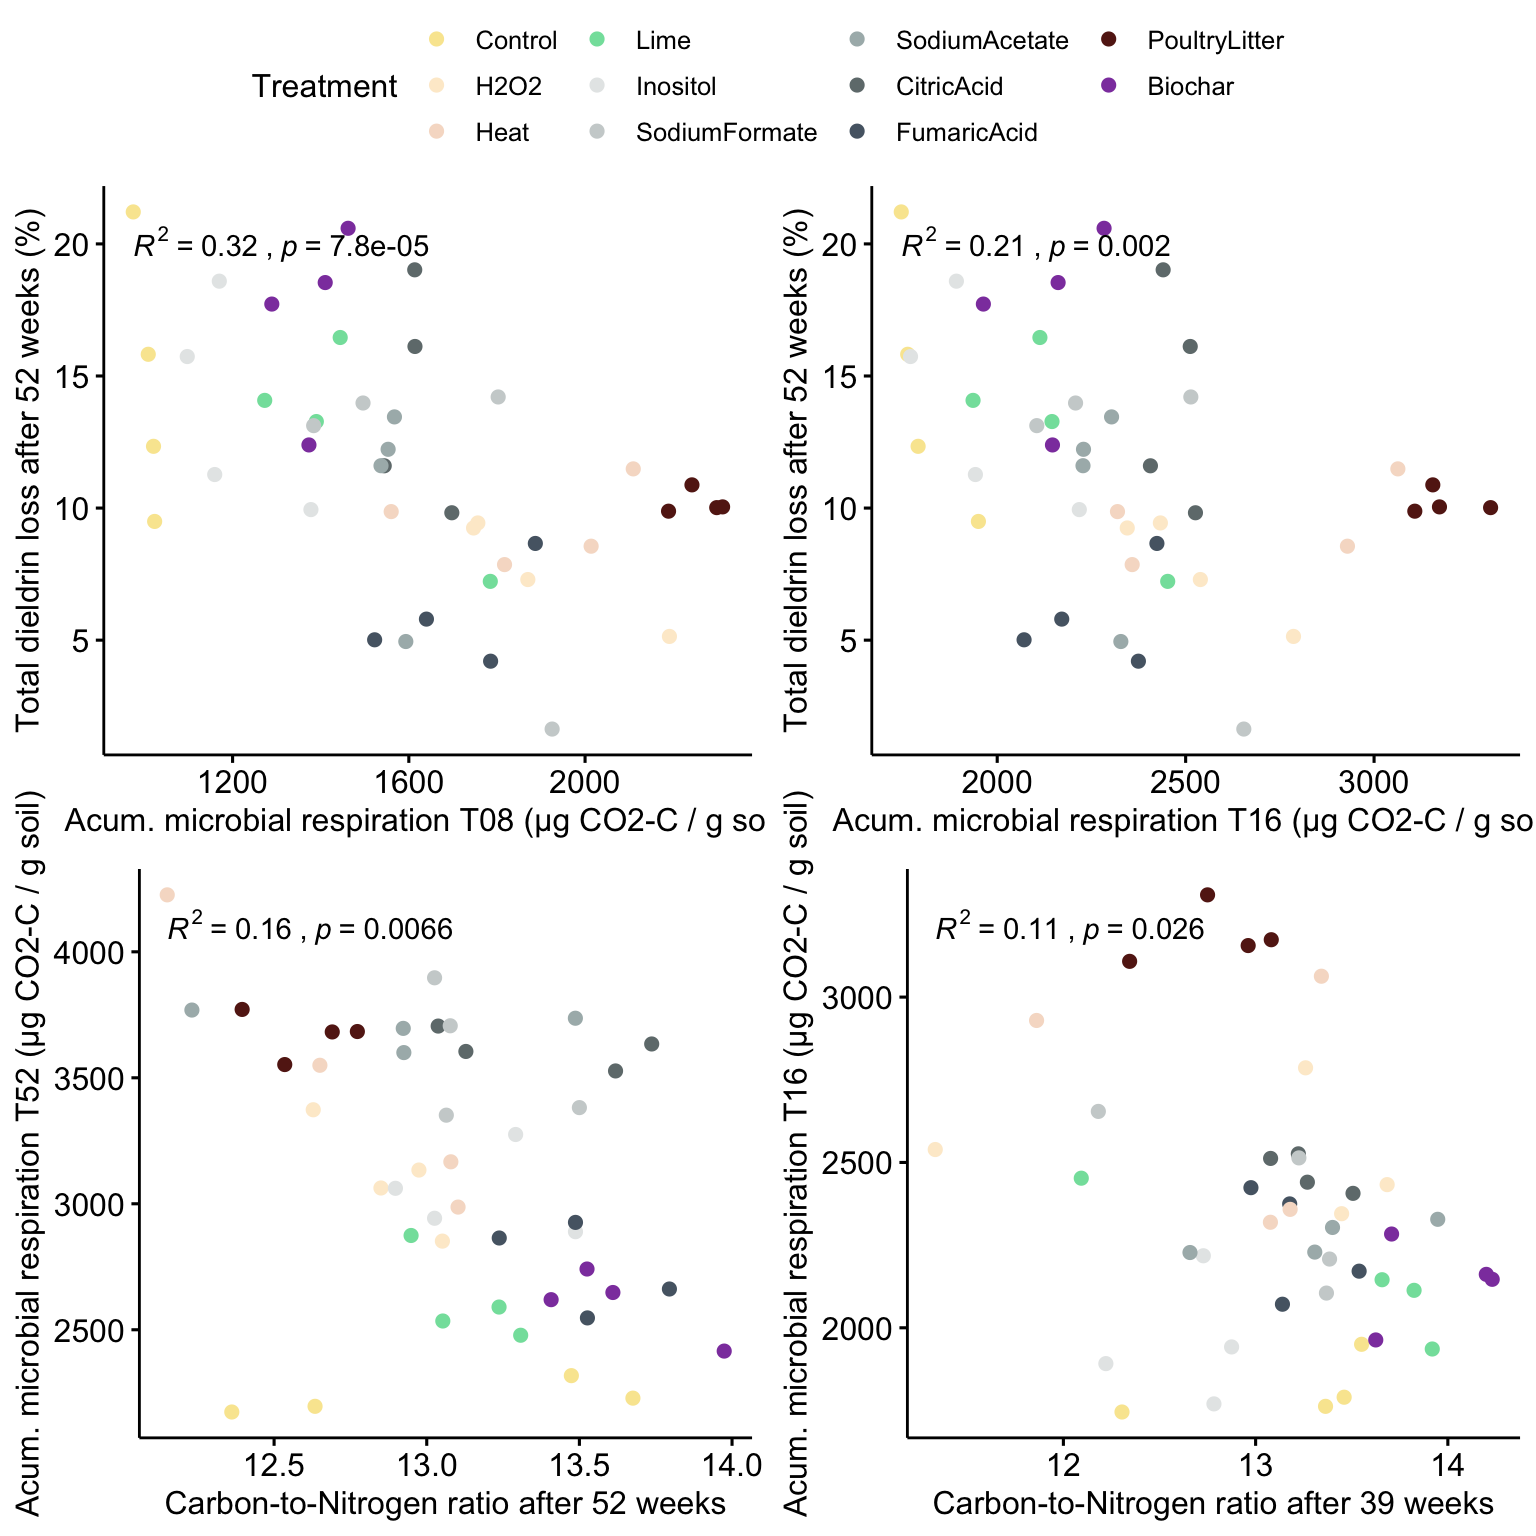 Treatment
Control
H2O2
Heat
Lime
Inositol
SodiumFormate
SodiumAcetate
CitricAcid
FumaricAcid
PoultryLitter
Biochar
Total dieldrin loss after 52 weeks (%)
20
15
10
5
R² = 0.32 , p = 7.8e-05
1200 1600 2000
Acum. microbial respiration T08 (µg CO2-C / g so
Total dieldrin loss after 52 weeks (%)
20
15
10
5
R² = 0.21 , p = 0.002
2000 2500 3000
Acum. microbial respiration T16 (µg CO2-C / g so
Acum. microbial respiration T52 (µg CO2-C / g soil)
4000
3500
3000
2500
R² = 0.16 , p = 0.0066
12.5 13.0 13.5 14.0
Carbon-to-Nitrogen ratio after 52 weeks
Acum. microbial respiration T16 (µg CO2-C / g soil)
3000
2500
2000
R² = 0.11 , p = 0.026
12 13 14
Carbon-to-Nitrogen ratio after 39 weeks